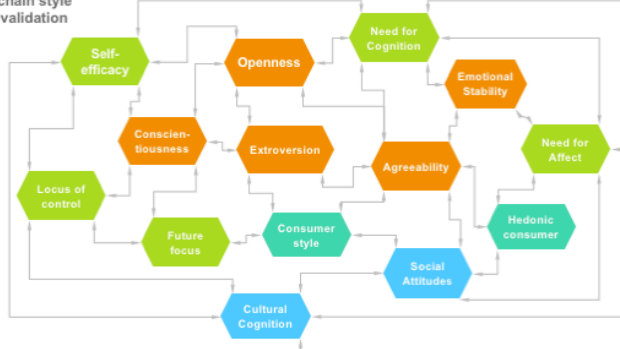 chain style
validation
Self-
efficacy
Openness
Need for
Cognition
Emotional
Stability
Conscien-
tiousness
Extroversion
Agreeability
Need for
Affect
Locus of
control
Future
focus
Consumer
style
Hedonic
consumer
Social
Attitudes
Cultural
Cognition